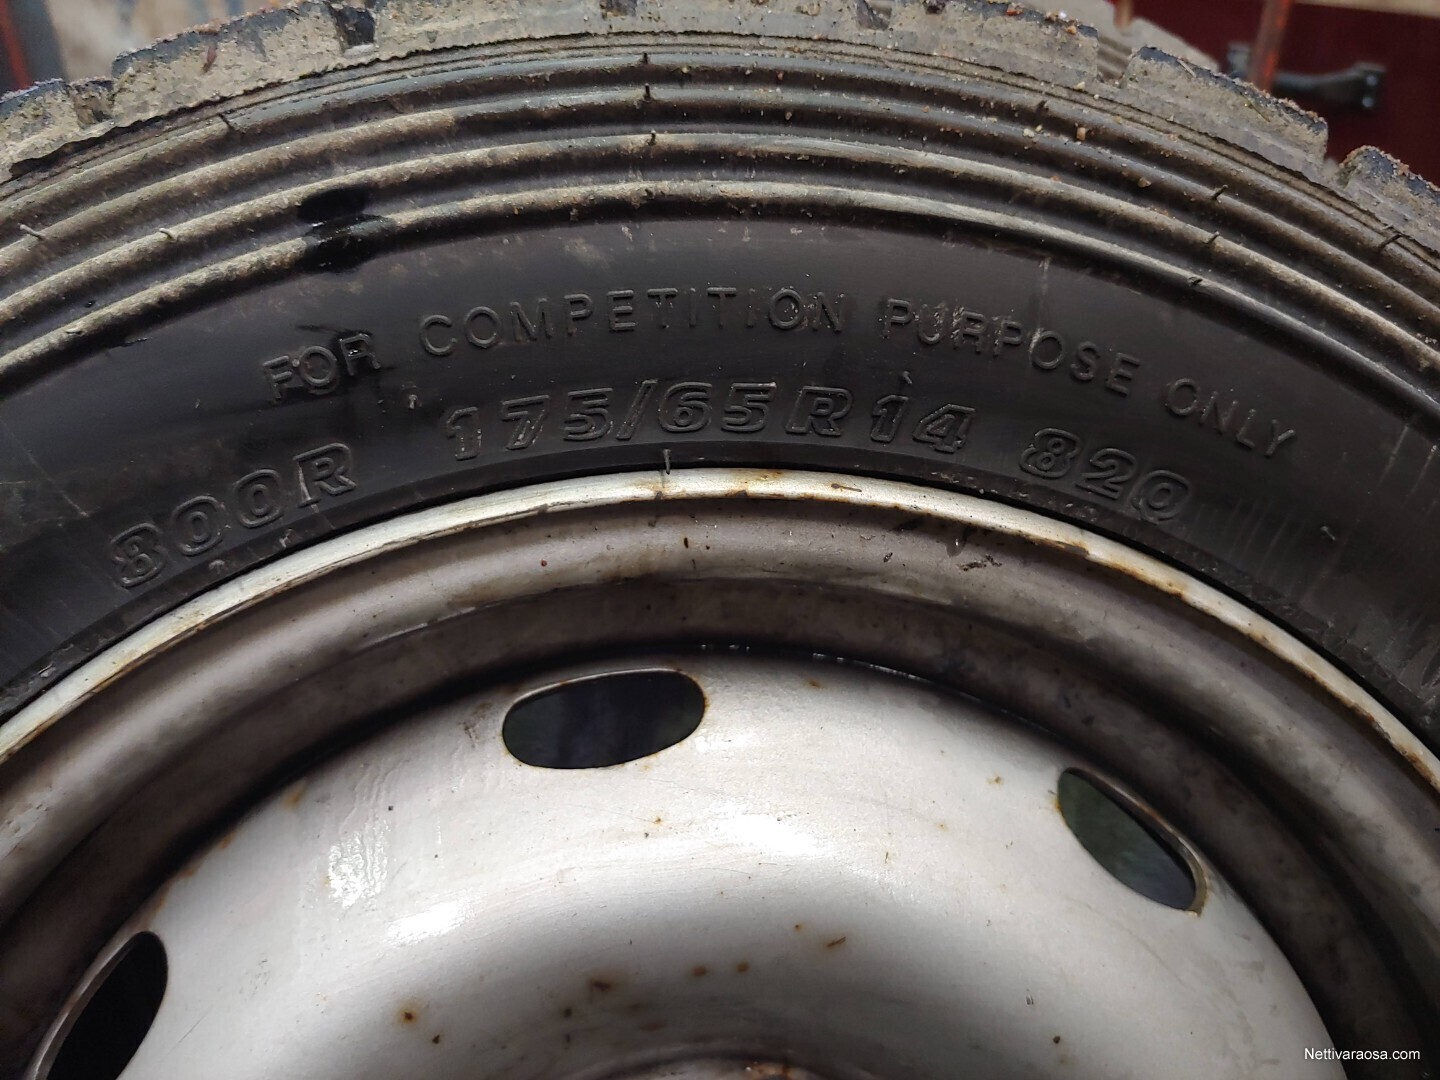 FOR COMPETITION PURPOSE ONLY
800R 175/65R14 82Q
Nettivaraosa.com